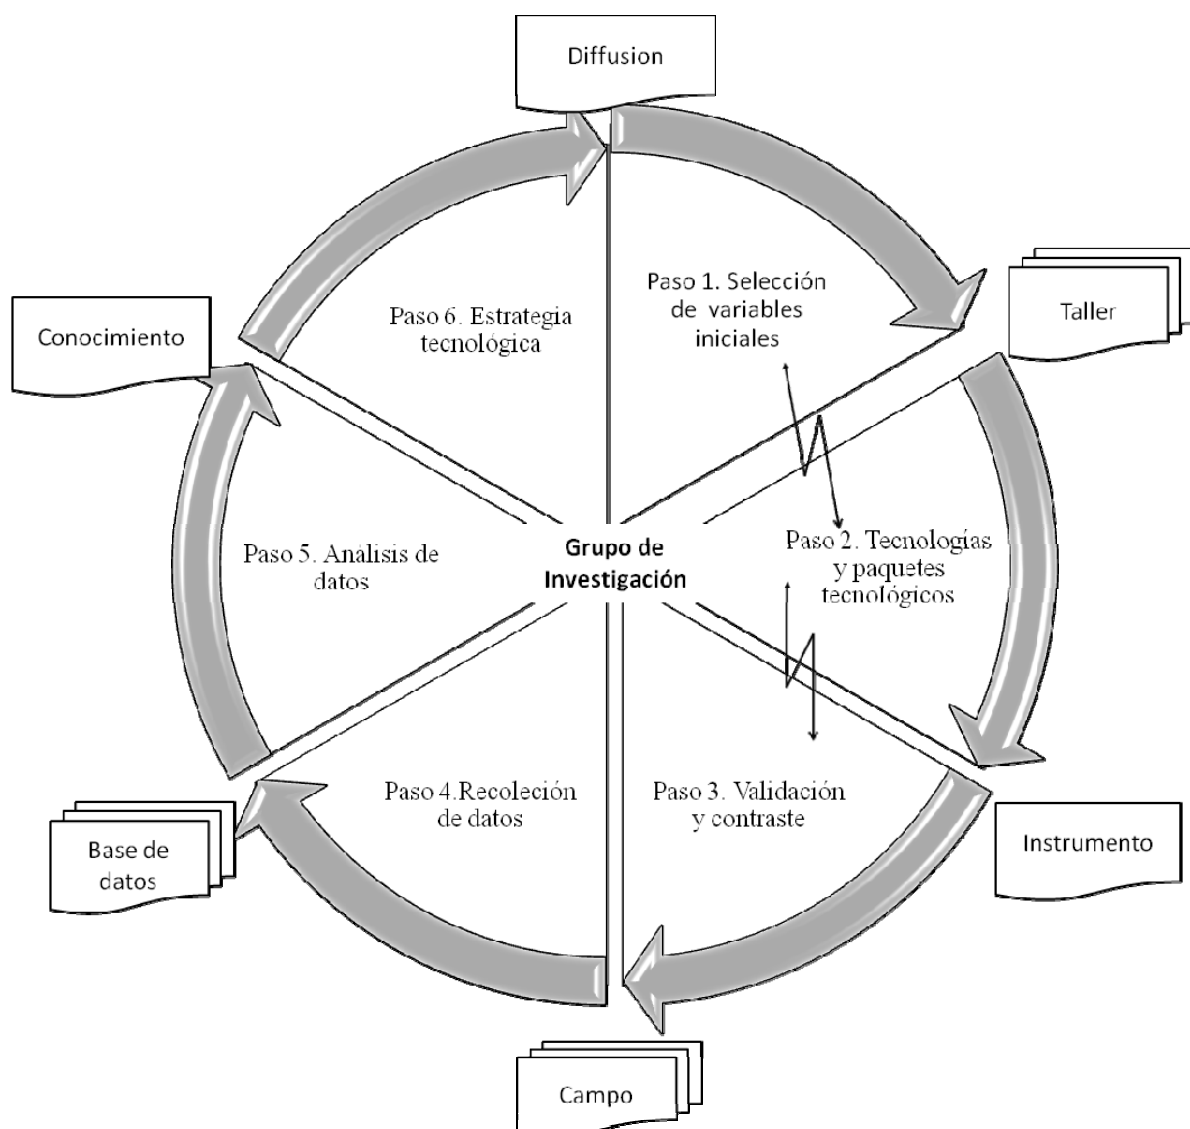 Diffusion
Paso 1. Selección
de variables
iniciales
Taller
Paso 2. Tecnologías
y paquetes
tecnológicos
Instrumento
Paso 3. Validación
y contraste
Campo
Paso 4.Recoleción
de datos
Base de
datos
Paso 5. Análisis de
datos
Conocimiento
Paso 6. Estrategia
tecnológica
Grupo de
Investigación